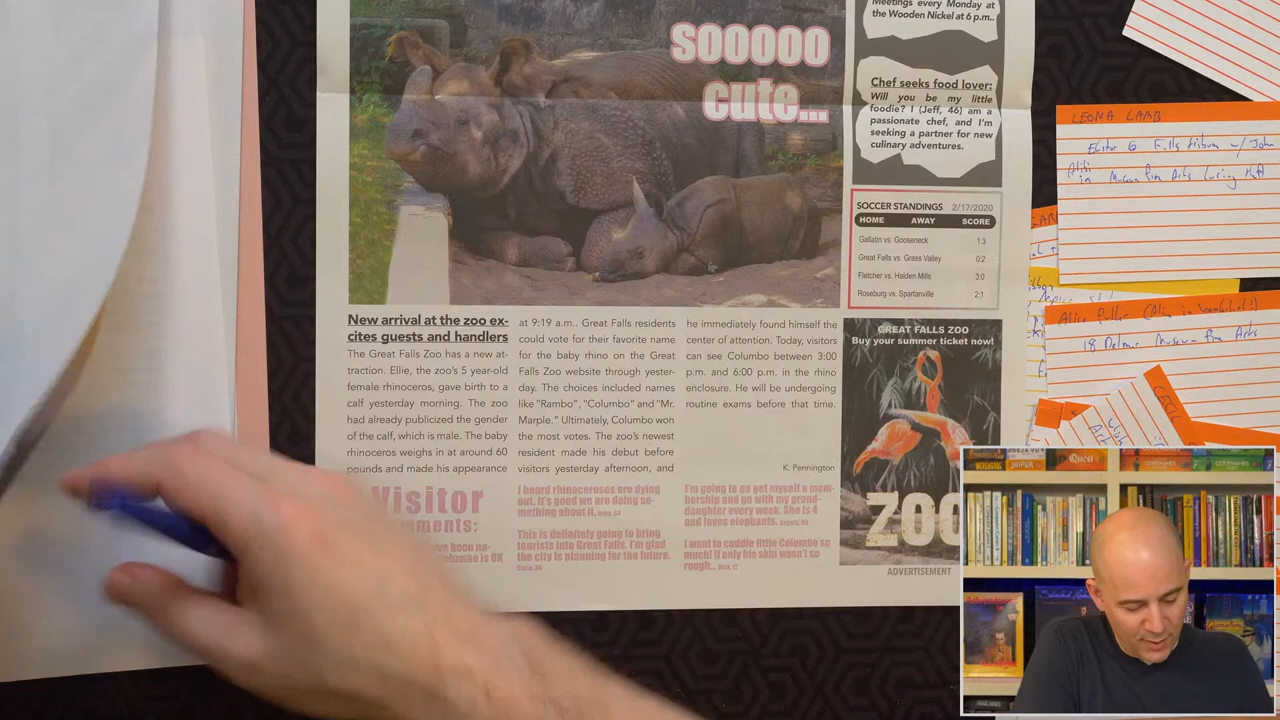 sooooo
cute...
Meetings every Monday at
the Wooden Nickel at 6 p.m..
Chef seeks food lover:
Will you be my little
foodie? I (Jeff, 46) am a
passionate chef, and I'm
seeking a partner for new
culinary adventures.
SOCCER STANDINGS 2/17/2020
HOME AWAY SCORE
Gallatin vs. Gooseneck 1:3
Great Falls vs. Grass Valley 0:2
Fletcher vs. Halden Mills 3:0
Roseburg vs. Spartanville 2:1
New arrival at the zoo ex-
cites guests and handlers
The Great Falls Zoo has a new at-
traction. Ellie, the zoo's 5 year-old
female rhinoceros, gave birth to a
calf yesterday morning. The zoo
had already publicized the gender
of the calf, which is male. The baby
rhinoceros weighs in at around 60
pounds and made his appearance
at 9:19 a.m.. Great Falls residents
could vote for their favorite name
for the baby rhino on the Great
Falls Zoo website through yester-
day. The choices included names
like "Rambo", "Columbo" and "Mr.
Marple." Ultimately, Columbo won
the most votes. The zoo's newest
resident made his debut before
visitors yesterday afternoon, and
he immediately found himself the
center of attention. Today, visitors
can see Columbo between 3:00
p.m. and 6:00 p.m. in the rhino
enclosure. He will be undergoing
routine exams before that time.
K. Pennington
Visitor
I heard rhinoceroses are dying
out. It's good we are doing so-
mething about it.
This is definitely going to bring
tourists into Great Falls. I'm glad
the city is planning for the future.
I'm going to go get myself a mem-
bership and go with my grand-
daughter every week. She is 4
and loves elephants.
I want to cuddle little Columbo so
much! If only his skin wasn't so
rough...
GREAT FALLS ZOO
Buy your summer ticket now!
ZOO
ADVERTISEMENT
LEONA LAMB
in Museum fine Arts
18 Delmar Museum fine Arts
JAIPUR
Quest
CODENAMES